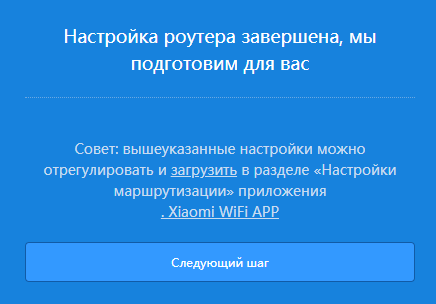 Настройка роутера завершена, мы
подготовим для вас
Совет: вышеуказанные настройки можно
отрегулировать и загрузить в разделе «Настройки
маршрутизации» приложения
. Xiaomi WiFi APP
Следующий шаг